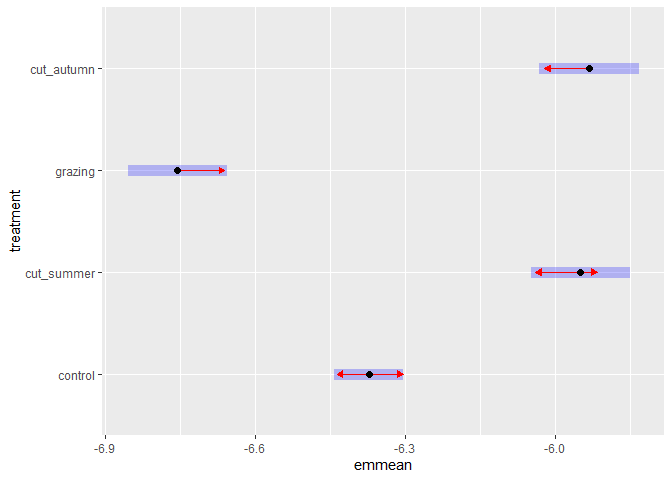 cut_autumn
grazing
treatment
cut_summer
control
-6.9 -6.6 -6.3 -6.0
emmean